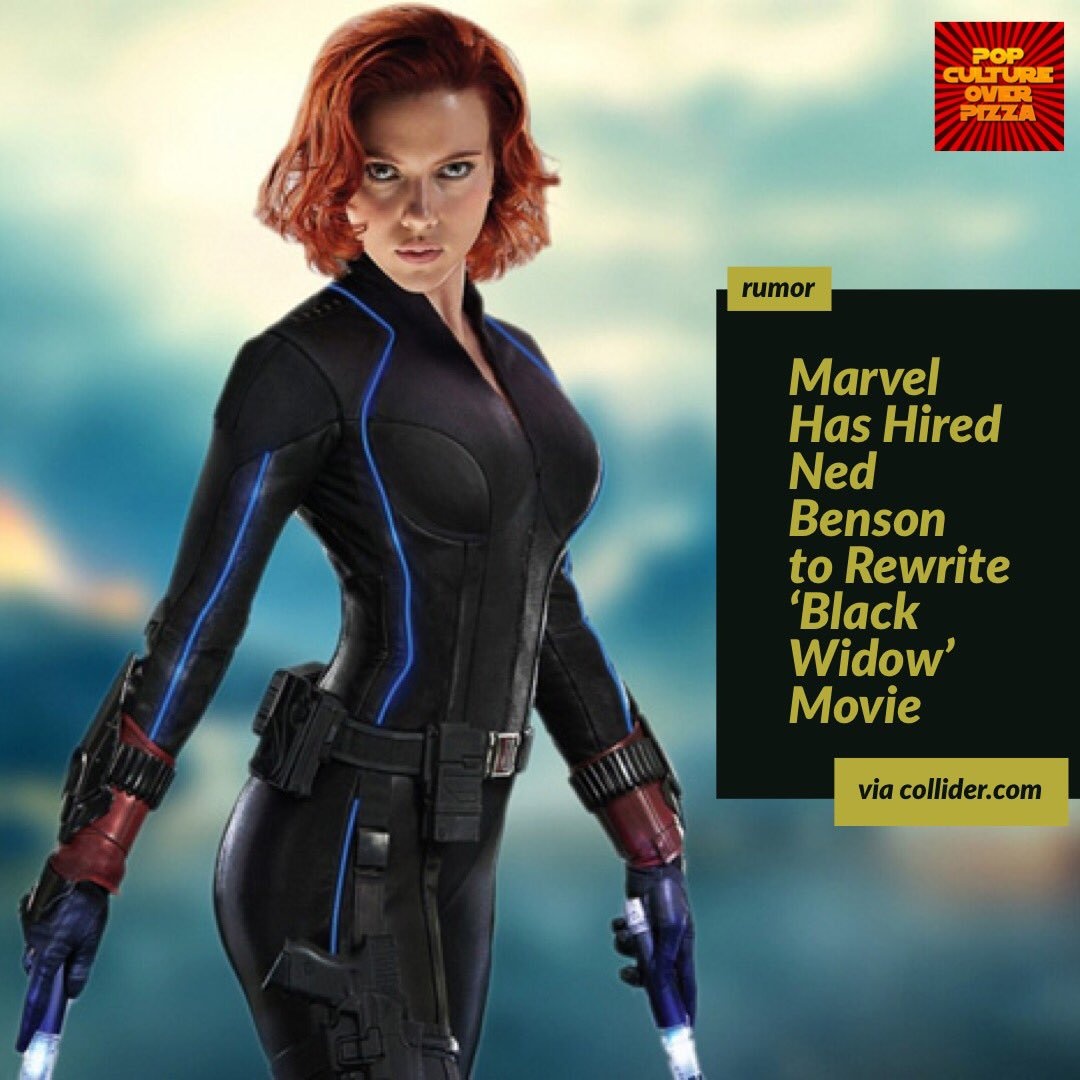 POP
CULTURE
OVER
PIZZA
rumor
Marvel
Has Hired
Ned
Benson
to Rewrite
‘Black
Widow’
Movie
via collider.com